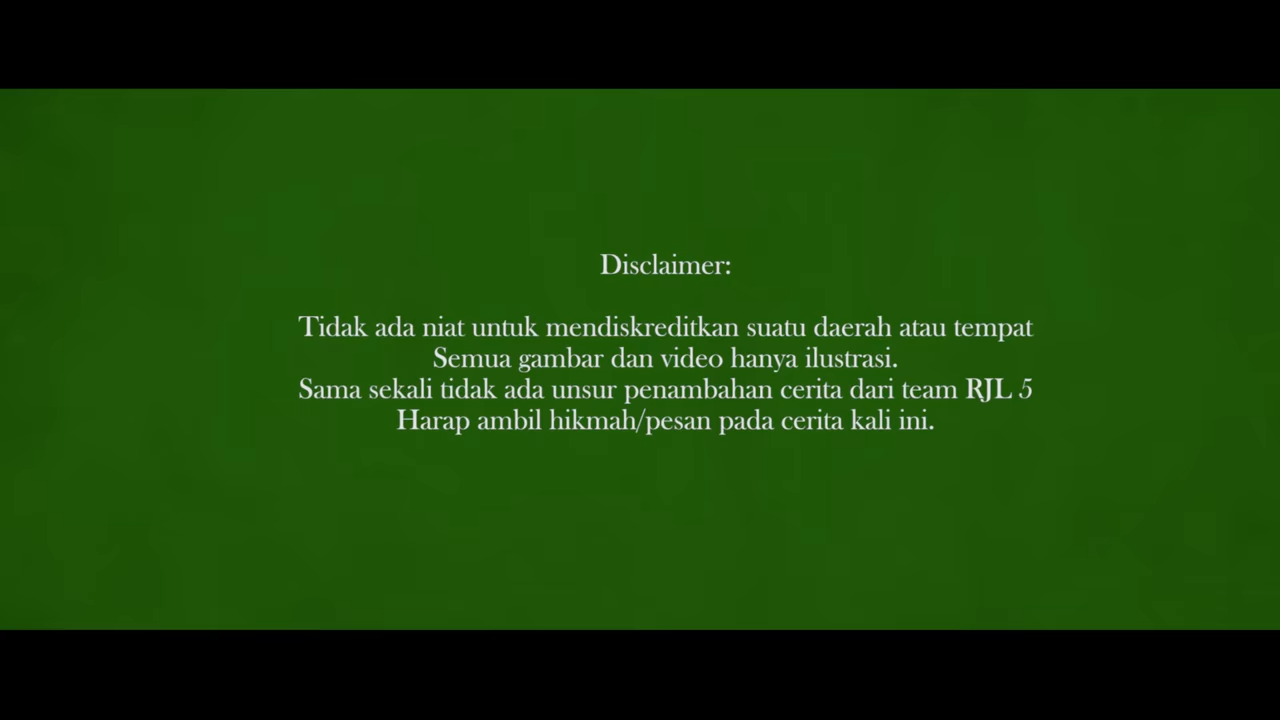 Disclaimer:
Tidak ada niat untuk mendiskreditkan suatu daerah atau tempat
Semua gambar dan video hanya ilustrasi.
Sama sekali tidak ada unsur penambahan cerita dari team RJL 5
Harap ambil hikmah/pesan pada cerita kali ini.